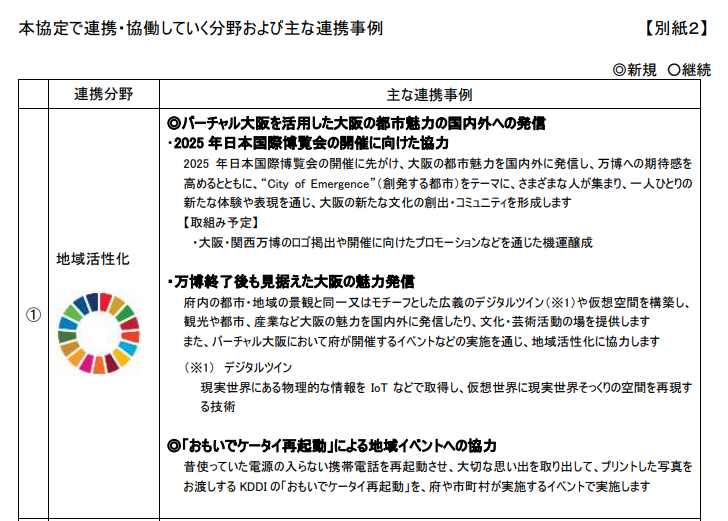 本協定で連携・協働していく分野および主な連携事例
【別紙2】
◎新規 〇継続
連携分野
主な連携事例
①
地域活性化
◎バーチャル大阪を活用した大阪の都市魅力の国内外への発信
・2025 年日本国際博覧会の開催に向けた協力
2025 年日本国際博覧会の開催に先がけ、大阪の都市魅力を国内外に発信し、万博への期待感を
高めるとともに、“City of Emergence”（創発する都市）をテーマに、さまざまな人が集まり、一人ひとりの
新たな体験や表現を通じ、大阪の新たな文化の創出・コミュニティを形成します
【取組み予定】
・大阪・関西万博のロゴ掲出や開催に向けたプロモーションなどを通じた機運醸成
・万博終了後も見据えた大阪の魅力発信
府内の都市・地域の景観と同一又はモチーフとした広義のデジタルツイン（※1）や仮想空間を構築し、
観光や都市、産業など大阪の魅力を国内外に発信したり、文化・芸術活動の場を提供します
また、バーチャル大阪において府が開催するイベントなどの実施を通じ、地域活性化に協力します
（※1） デジタルツイン
現実世界にある物理的な情報を IoT などで取得し、仮想世界に現実世界そっくりの空間を再現す
る技術
◎「おもいでケータイ再起動」による地域イベントへの協力
昔使っていた電源の入らない携帯電話を再起動させ、大切な思い出を取り出して、プリントした写真を
お渡しする KDDI の「おもいでケータイ再起動」を、府や市町村が実施するイベントで実施します